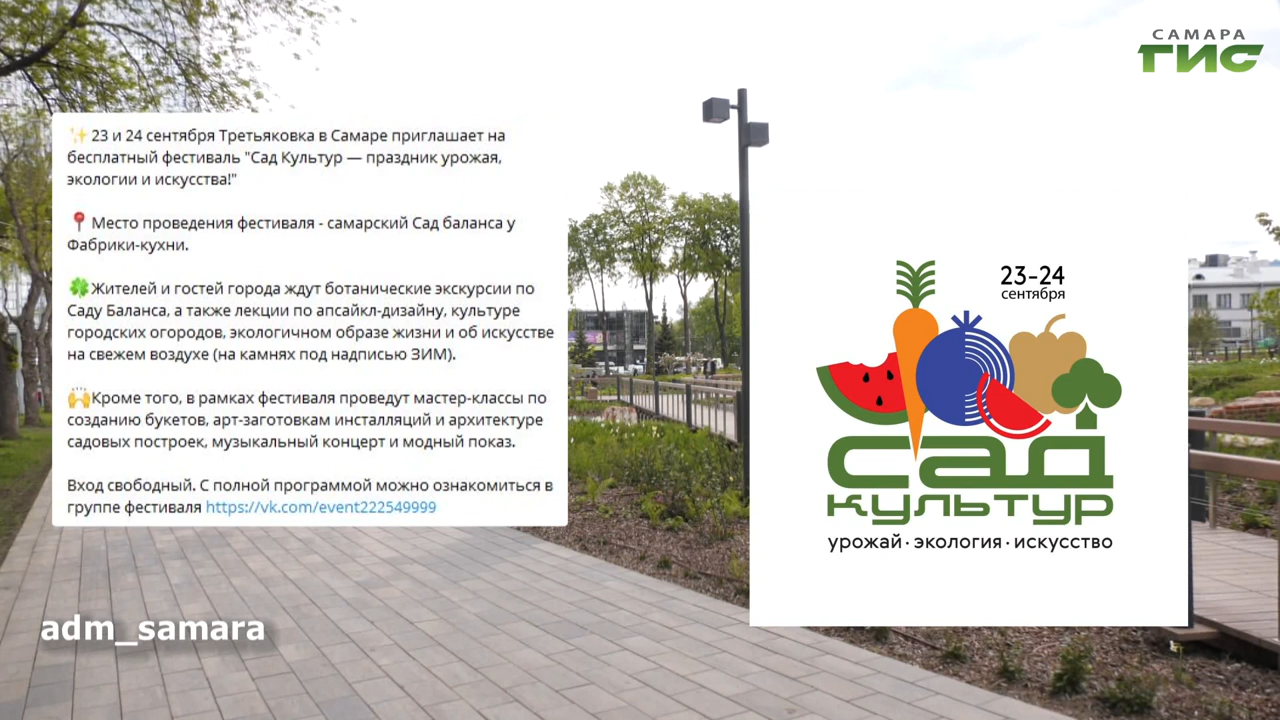 САМАРА
ГИС
✨ 23 и 24 сентября Третьяковка в Самаре приглашает на
бесплатный фестиваль "Сад Культур — праздник урожая,
экологии и искусства!"
📍 Место проведения фестиваля - самарский Сад баланса у
Фабрики-кухни.
🍀Жителей и гостей города ждут ботанические экскурсии по
Саду Баланса, а также лекции по апсайкл-дизайну, культуре
городских огородов, экологичном образе жизни и об искусстве
на свежем воздухе (на камнях под надписью ЗИМ).
🙌Кроме того, в рамках фестиваля проведут мастер-классы по
созданию букетов, арт-заготовкам инсталляций и архитектуре
садовых построек, музыкальный концерт и модный показ.
Вход свободный. С полной программой можно ознакомиться в
группе фестиваля https://vk.com/event222549999
23-24
сентября
сад
культур
урожай · экология · искусство
adm_samara